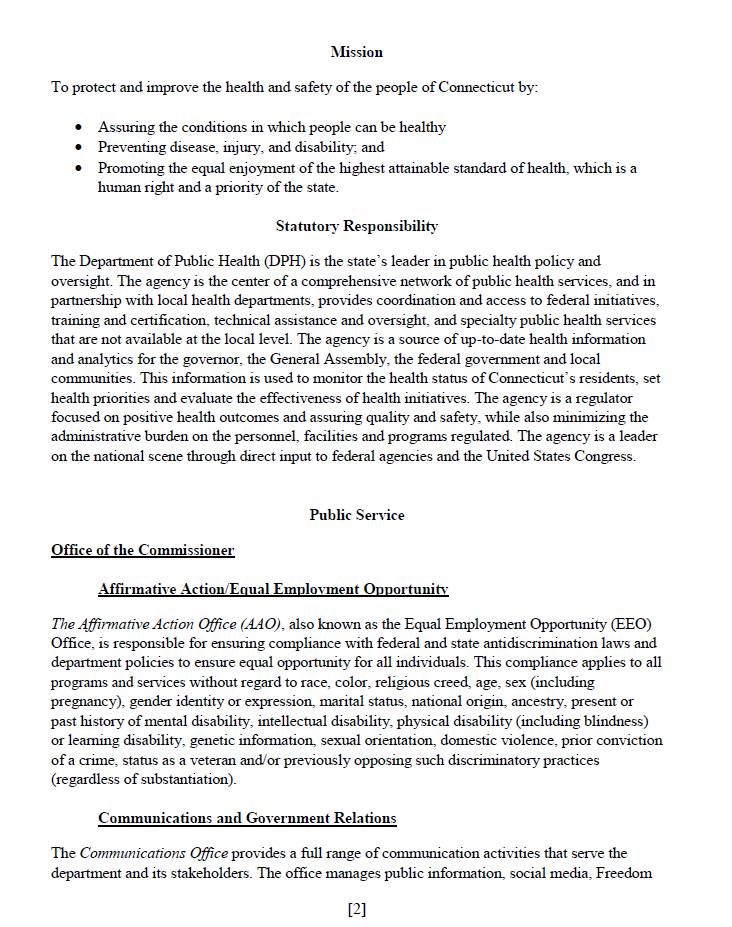 Mission
To protect and improve the health and safety of the people of Connecticut by:
• Assuring the conditions in which people can be healthy
• Preventing disease, injury, and disability; and
• Promoting the equal enjoyment of the highest attainable standard of health, which is a
human right and a priority of the state.
Statutory Responsibility
The Department of Public Health (DPH) is the state's leader in public health policy and
oversight. The agency is the center of a comprehensive network of public health services, and in
partnership with local health departments, provides coordination and access to federal initiatives,
training and certification, technical assistance and oversight, and specialty public health services
that are not available at the local level. The agency is a source of up-to-date health information
and analytics for the governor, the General Assembly, the federal government and local
communities. This information is used to monitor the health status of Connecticut's residents, set
health priorities and evaluate the effectiveness of health initiatives. The agency is a regulator
focused on positive health outcomes and assuring quality and safety, while also minimizing the
administrative burden on the personnel, facilities and programs regulated. The agency is a leader
on the national scene through direct input to federal agencies and the United States Congress.
Public Service
Office of the Commissioner
Affirmative Action/Equal Employment Opportunity
The Affirmative Action Office (AAO), also known as the Equal Employment Opportunity (EEO)
Office, is responsible for ensuring compliance with federal and state antidiscrimination laws and
department policies to ensure equal opportunity for all individuals. This compliance applies to all
programs and services without regard to race, color, religious creed, age, sex (including
pregnancy), gender identity or expression, marital status, national origin, ancestry, present or
past history of mental disability, intellectual disability, physical disability (including blindness)
or learning disability, genetic information, sexual orientation, domestic violence, prior conviction
of a crime, status as a veteran and/or previously opposing such discriminatory practices
(regardless of substantiation).
Communications and Government Relations
The Communications Office provides a full range of communication activities that serve the
department and its stakeholders. The office manages public information, social media, Freedom
[2]